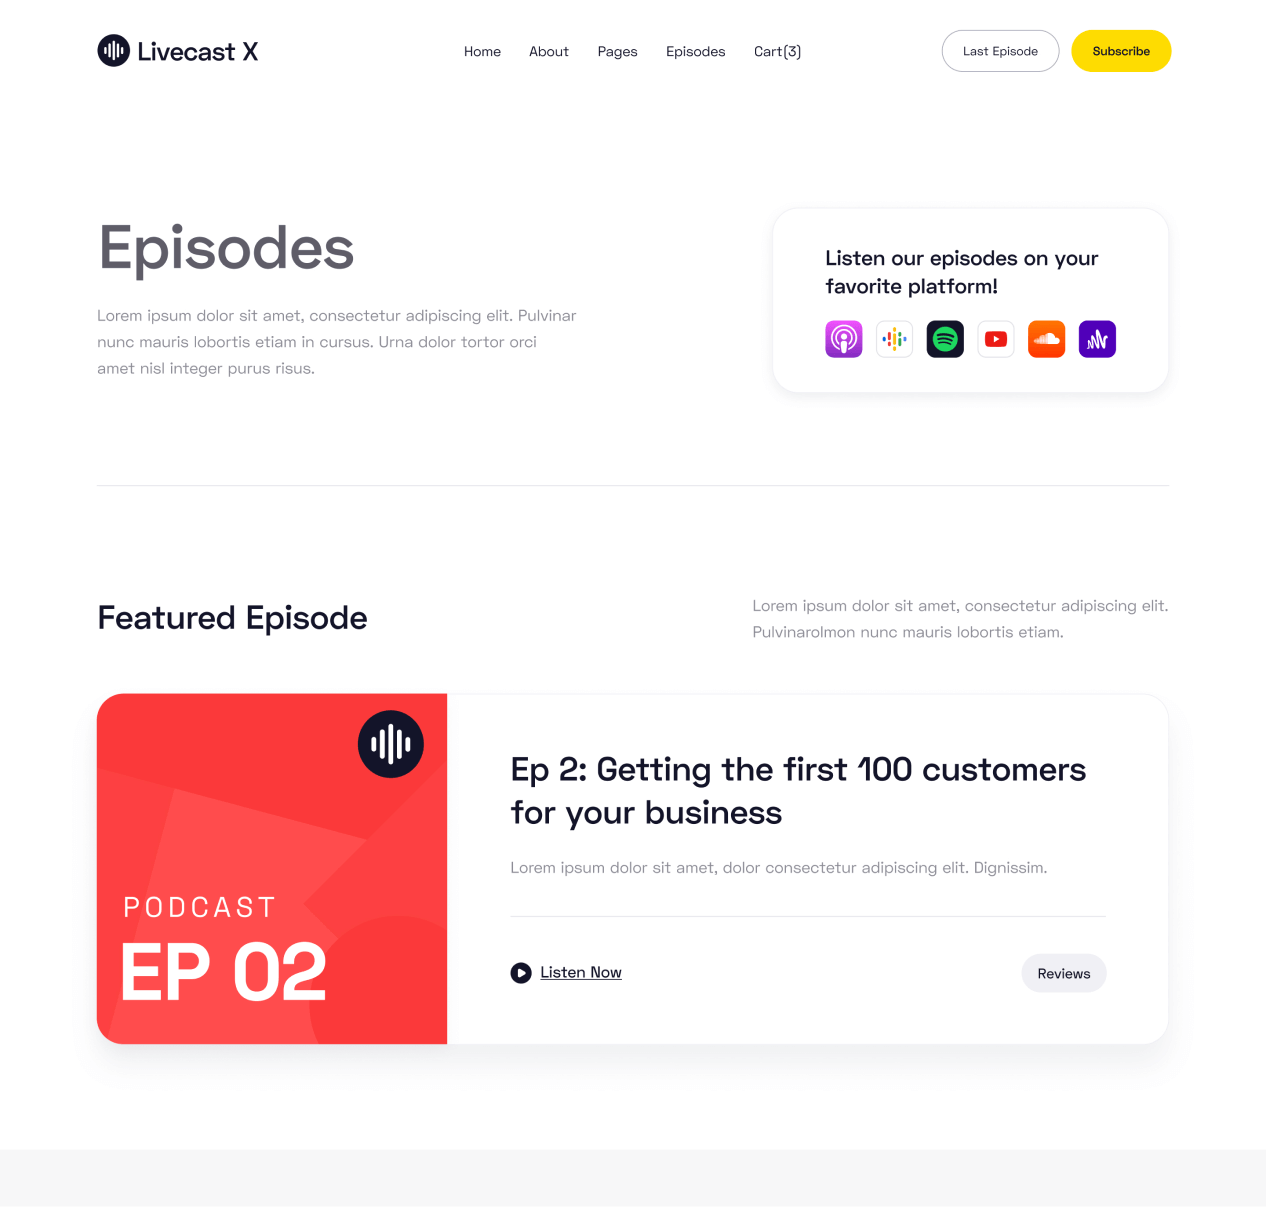 Livecast X
Home About Pages Episodes Cart(3)
Last Episode
Subscribe
Episodes
Lorem ipsum dolor sit amet, consectetur adipiscing elit. Pulvinar
nunc mauris lobortis etiam in cursus. Urna dolor tortor orci
amet nisl integer purus risus.
Listen our episodes on your
favorite platform!
Featured Episode
Lorem ipsum dolor sit amet, consectetur adipiscing elit.
Pulvinarolmon nunc mauris lobortis etiam.
PODCAST
EP 02
Ep 2: Getting the first 100 customers
for your business
Lorem ipsum dolor sit amet, dolor consectetur adipiscing elit. Dignissim.
Listen Now
Reviews